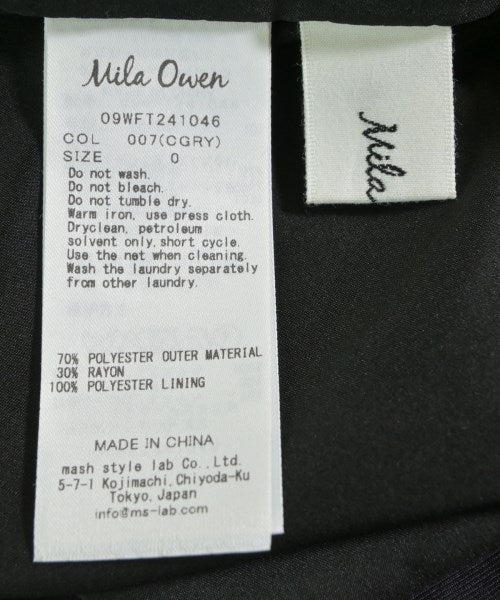 Mila Owen
09WFT241046
COL 007(CGRY)
SIZE 0
Do not wash.
Do not bleach.
Do not tumble dry.
Warm iron, use press cloth.
Dryclean, petroleum
solvent only, short cycle.
Use the net when cleaning.
Wash the laundry separately
from other laundry.
70% POLYESTER OUTER MATERIAL
30% RAYON
100% POLYESTER LINING
MADE IN CHINA
mash style lab Co., Ltd.
5-7-1 Kojimachi, Chiyoda-Ku
Tokyo, Japan
info@ms-lab.com
Mila